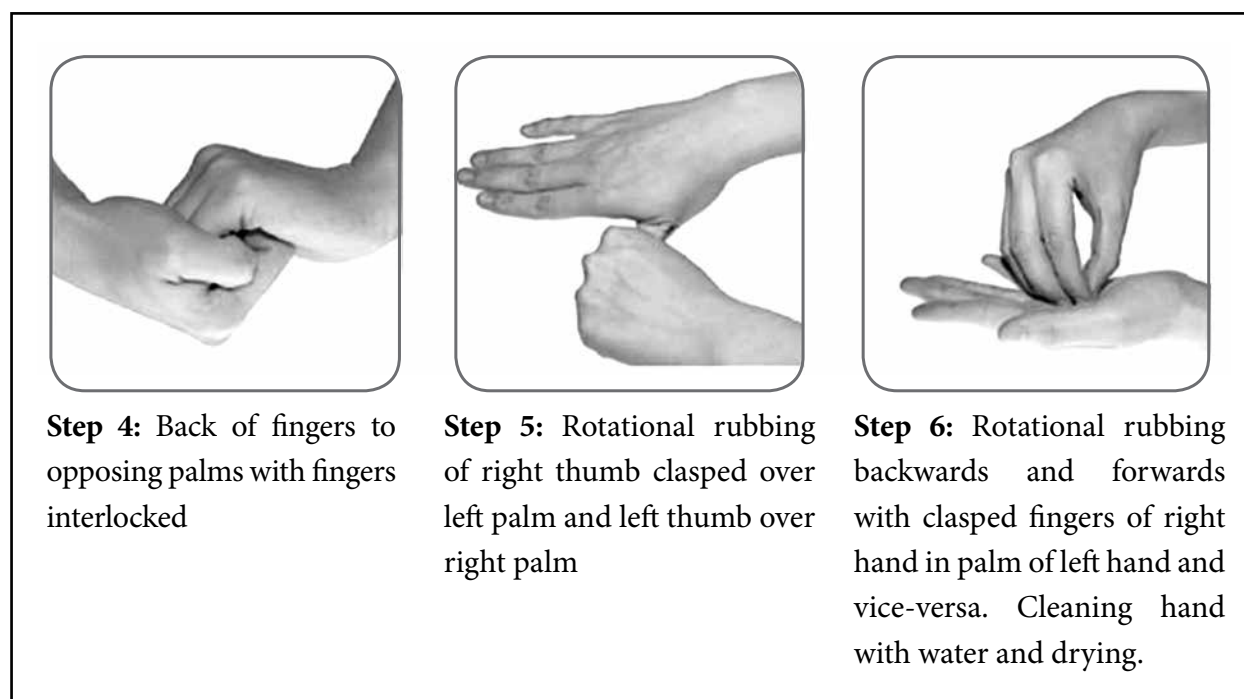 Step 4: Back of fingers to
opposing palms with fingers
interlocked
Step 5: Rotational rubbing
of right thumb clasped over
left palm and left thumb over
right palm
Step 6: Rotational rubbing
backwards and forwards
with clasped fingers of right
hand in palm of left hand and
vice-versa. Cleaning hand
with water and drying.